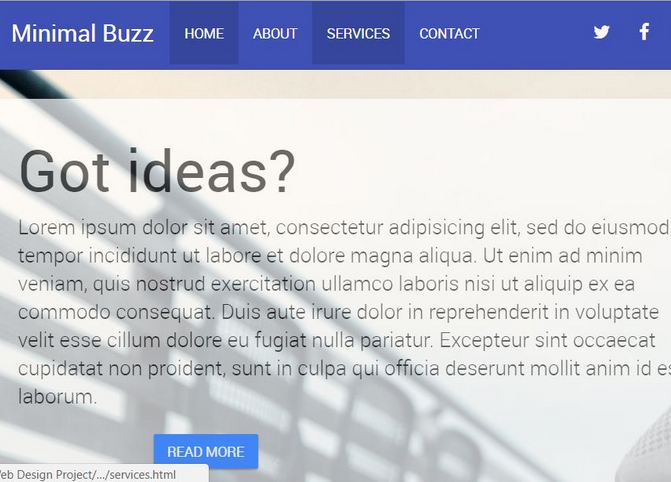 Minimal Buzz HOME ABOUT SERVICES CONTACT
Got ideas?
Lorem ipsum dolor sit amet, consectetur adipisicing elit, sed do eiusmod
tempor incididunt ut labore et dolore magna aliqua. Ut enim ad minim
veniam, quis nostrud exercitation ullamco laboris nisi ut aliquip ex ea
commodo consequat. Duis aute irure dolor in reprehenderit in voluptate
velit esse cillum dolore eu fugiat nulla pariatur. Excepteur sint occaecat
cupidatat non proident, sunt in culpa qui officia deserunt mollit anim id es
laborum.
READ MORE
eb Design Project/.../services.html